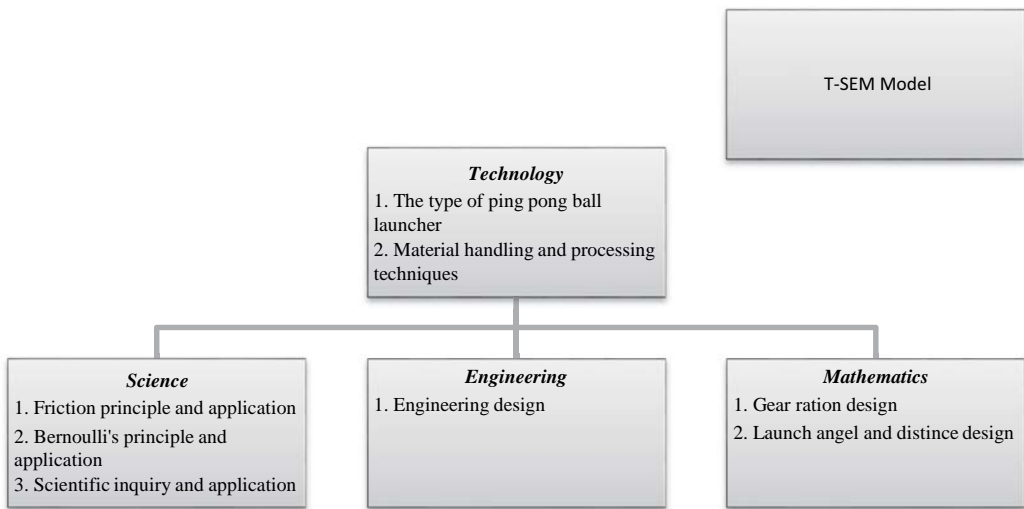 T-SEM Model
Technology
1. The type of ping pong ball
launcher
2. Material handling and processing
techniques
Science
1. Friction principle and application
2. Bernoulli's principle and
application
3. Scientific inquiry and application
Engineering
1. Engineering design
Mathematics
1. Gear ration design
2. Launch angel and distince design